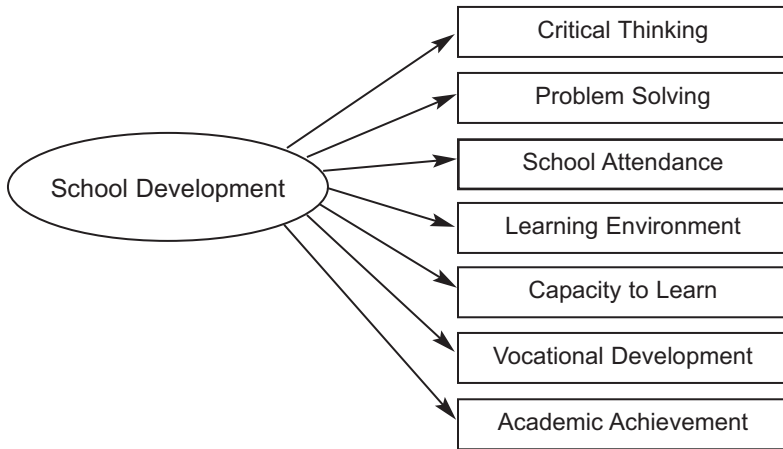 Critical Thinking
Problem Solving
School Attendance
School Development
Learning Environment
Capacity to Learn
Vocational Development
Academic Achievement